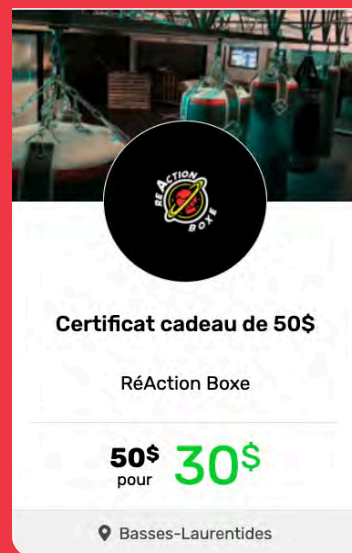 RÉACTION
BOXE
Certificat cadeau de 50$
RéAction Boxe
50$
pour
30$
Basses-Laurentides